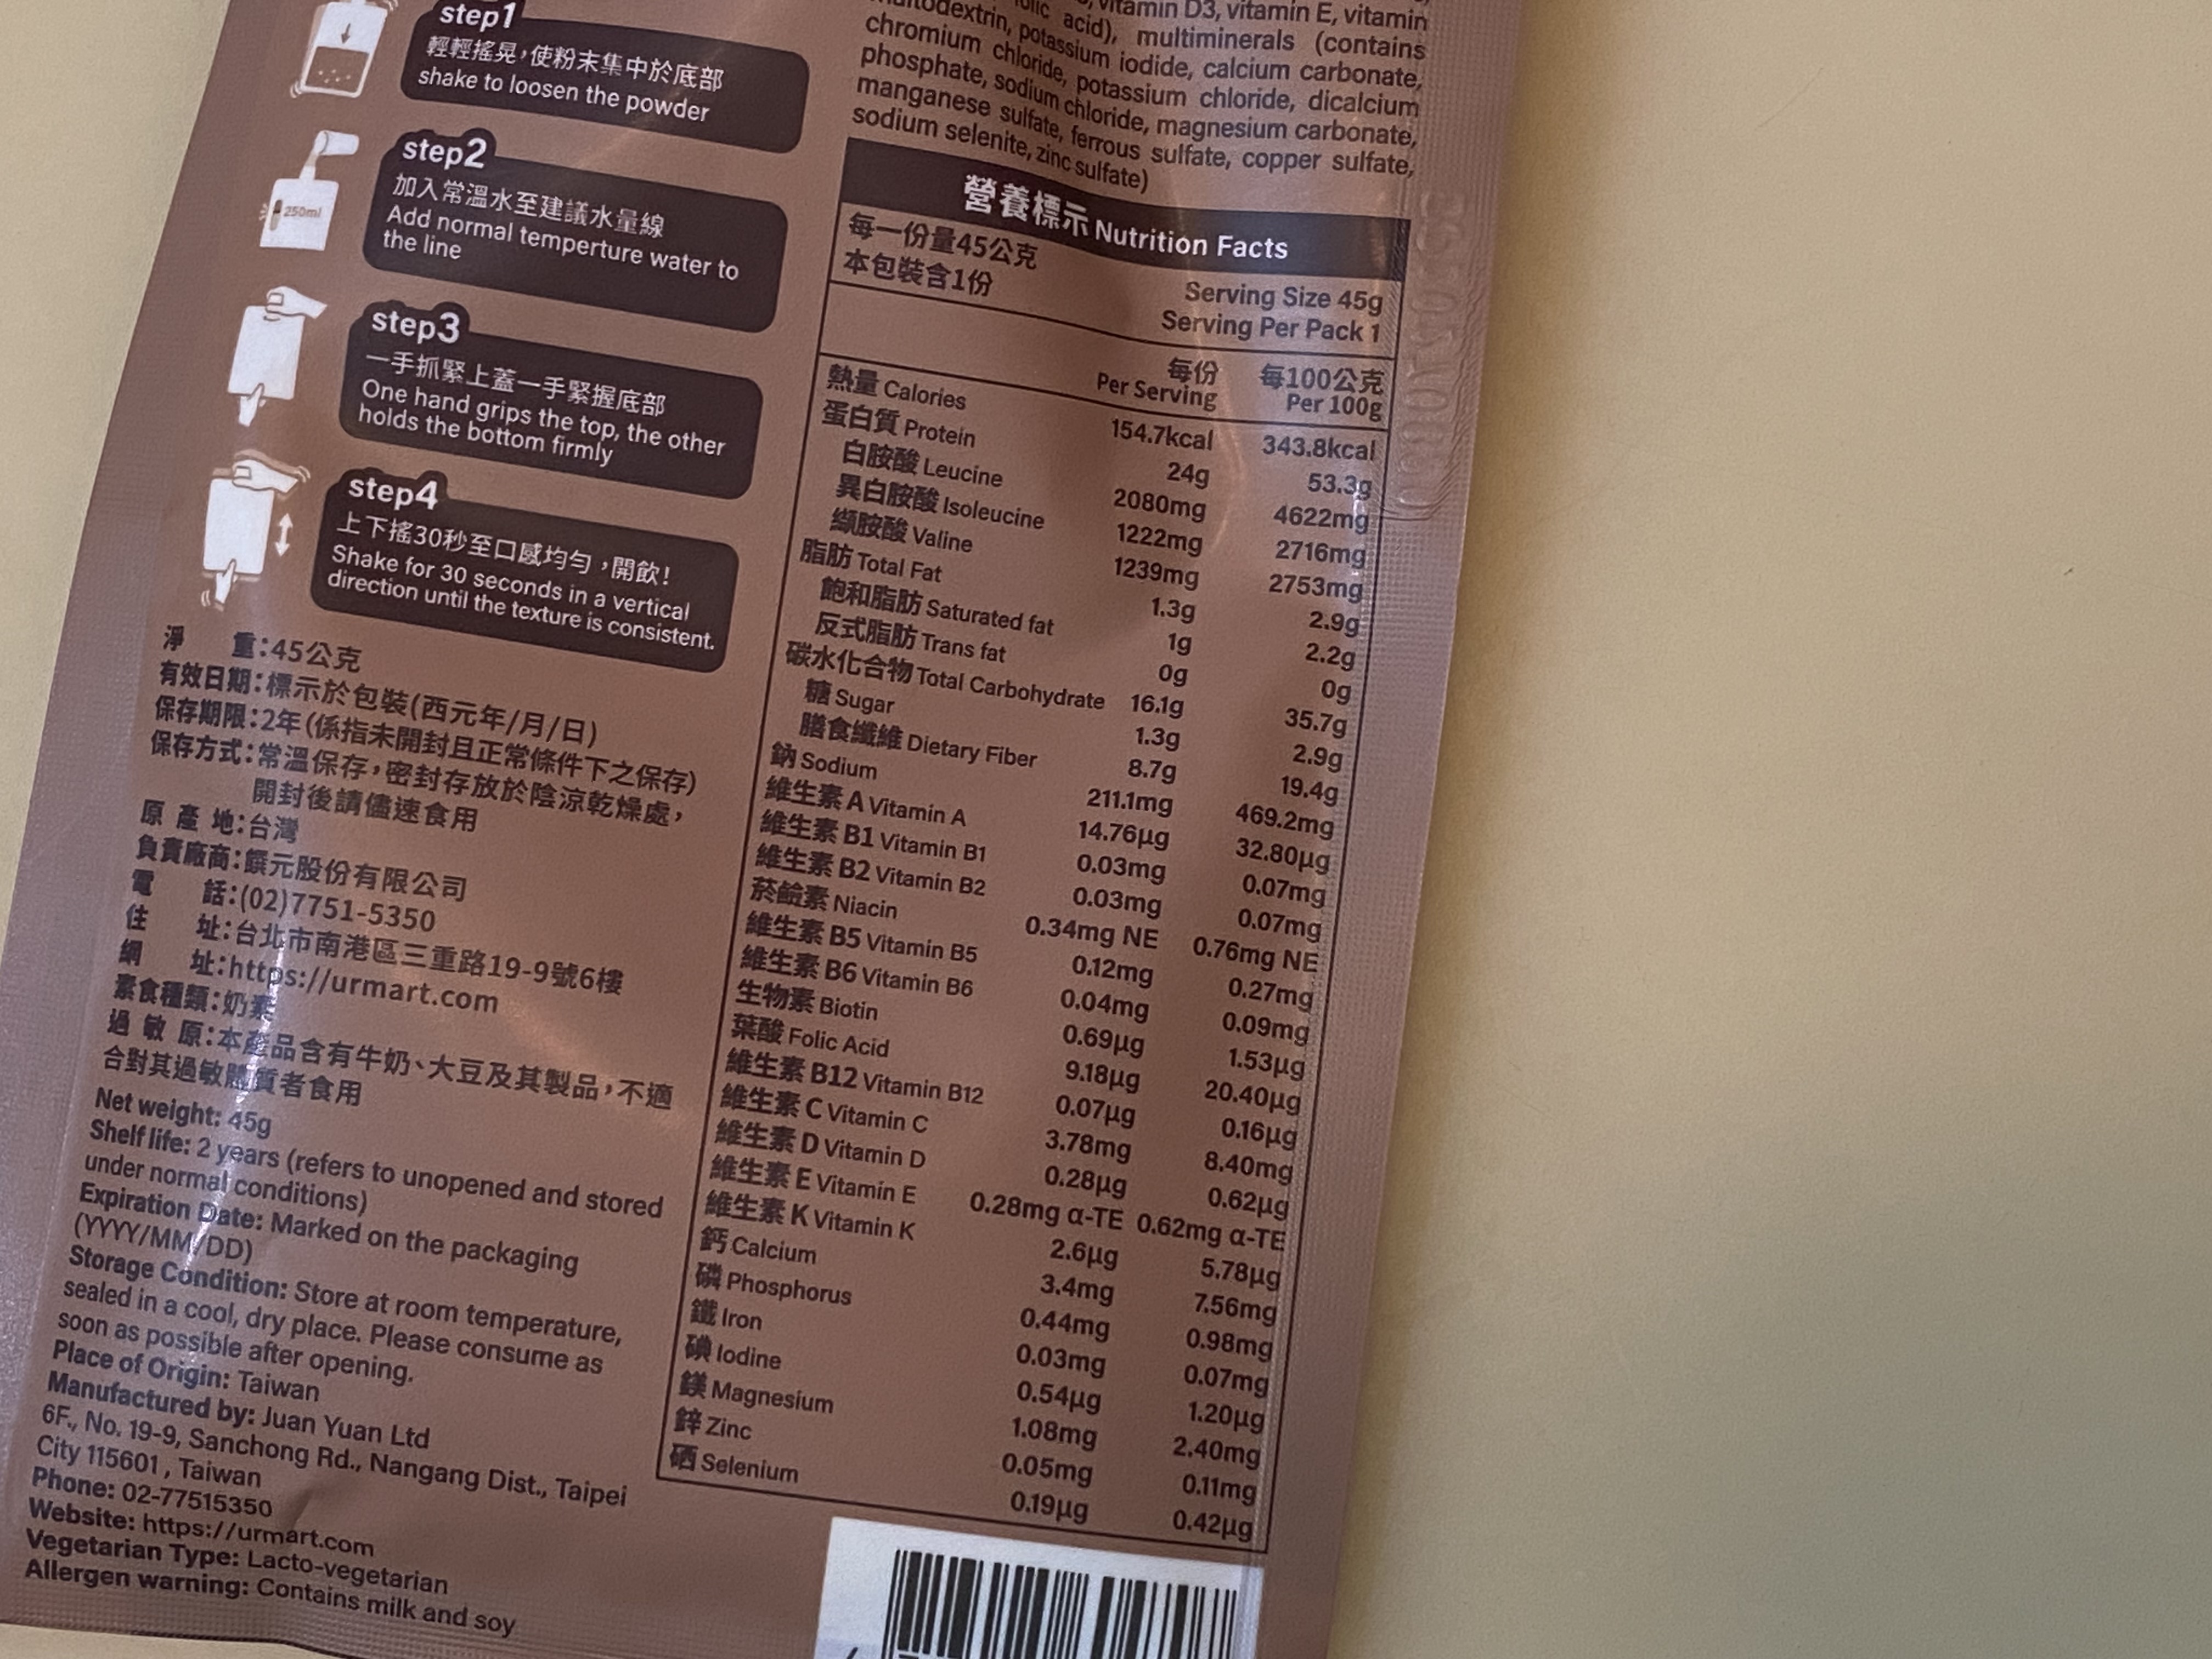 step1
輕輕搖晃,使粉末集中於底部
shake to loosen the powder
250ml
step2
加入常溫水至建議水量線
Add normal temperture water to
the line
step3
一手抓緊上蓋一手緊握底部
One hand grips the top, the other
holds the bottom firmly
step4
上下搖30秒至口感均勻,開飲!
Shake for 30 seconds in a vertical
direction until the texture is consistent.
淨 重:45公克
有效日期:標示於包裝(西元年/月/日)
保存期限:2年(係指未開封且正常條件下之保存)
保存方式:常溫保存,密封存放於陰涼乾燥處,
開封後請儘速食用
原產地:台灣
負責廠商:饌元股份有限公司
電 話:(02)7751-5350
住 址:台北市南港區三重路19-9號6樓
網 址:https://urmart.com
素食種類:奶素
過敏原:本產品含有牛奶、大豆及其製品,不適
合對其過敏體質者食用
Net weight: 45g
Shelf life: 2 years (refers to unopened and stored
under normal conditions)
Expiration Date: Marked on the packaging
(YYYY/MM/DD)
Storage Condition: Store at room temperature,
sealed in a cool, dry place. Please consume as
soon as possible after opening.
Place of Origin: Taiwan
Manufactured by: Juan Yuan Ltd
6F., No. 19-9, Sanchong Rd., Nangang Dist., Taipei
City 115601, Taiwan
Phone: 02-77515350
Website: https://urmart.com
Vegetarian Type: Lacto-vegetarian
Allergen warning: Contains milk and soy
vitamin D3, vitamin E, vitamin
acid), multiminerals (contains
potassium iodide, calcium carbonate,
chromium chloride, potassium chloride, dicalcium
phosphate, sodium chloride, magnesium carbonate,
manganese sulfate, ferrous sulfate, copper sulfate,
sodium selenite, zinc sulfate)
營養標示 Nutrition Facts
每一份量45公克 Serving Size 45g
本包裝含1份 Serving Per Pack 1
每份 每100公克
Per Serving Per 100g
熱量 Calories 154.7kcal 343.8kcal
蛋白質 Protein 24g 53.3g
白胺酸 Leucine 2080mg 4622mg
異白胺酸 Isoleucine 1222mg 2716mg
纈胺酸 Valine 1239mg 2753mg
脂肪 Total Fat 1.3g 2.9g
飽和脂肪 Saturated fat 1g 2.2g
反式脂肪 Trans fat 0g 0g
碳水化合物 Total Carbohydrate 16.1g 35.7g
糖 Sugar 1.3g 2.9g
膳食纖維 Dietary Fiber 8.7g 19.4g
鈉 Sodium 211.1mg 469.2mg
維生素 A Vitamin A 14.76μg 32.80μg
維生素 B1 Vitamin B1 0.03mg 0.07mg
維生素 B2 Vitamin B2 0.03mg 0.07mg
菸鹼素 Niacin 0.34mg NE 0.76mg NE
維生素 B5 Vitamin B5 0.12mg 0.27mg
維生素 B6 Vitamin B6 0.04mg 0.09mg
生物素 Biotin 0.69μg 1.53μg
葉酸 Folic Acid 9.18μg 20.40μg
維生素 B12 Vitamin B12 0.07μg 0.16μg
維生素 C Vitamin C 3.78mg 8.40mg
維生素 D Vitamin D 0.28μg 0.62μg
維生素 E Vitamin E 0.28mg α-TE 0.62mg α-TE
維生素 K Vitamin K 2.6μg 5.78μg
鈣 Calcium 3.4mg 7.56mg
磷 Phosphorus 0.44mg 0.98mg
鐵 Iron 0.03mg 0.07mg
碘 Iodine 0.54μg 1.20μg
鎂 Magnesium 1.08mg 2.40mg
鋅 Zinc 0.05mg 0.11mg
硒 Selenium 0.19μg 0.42μg